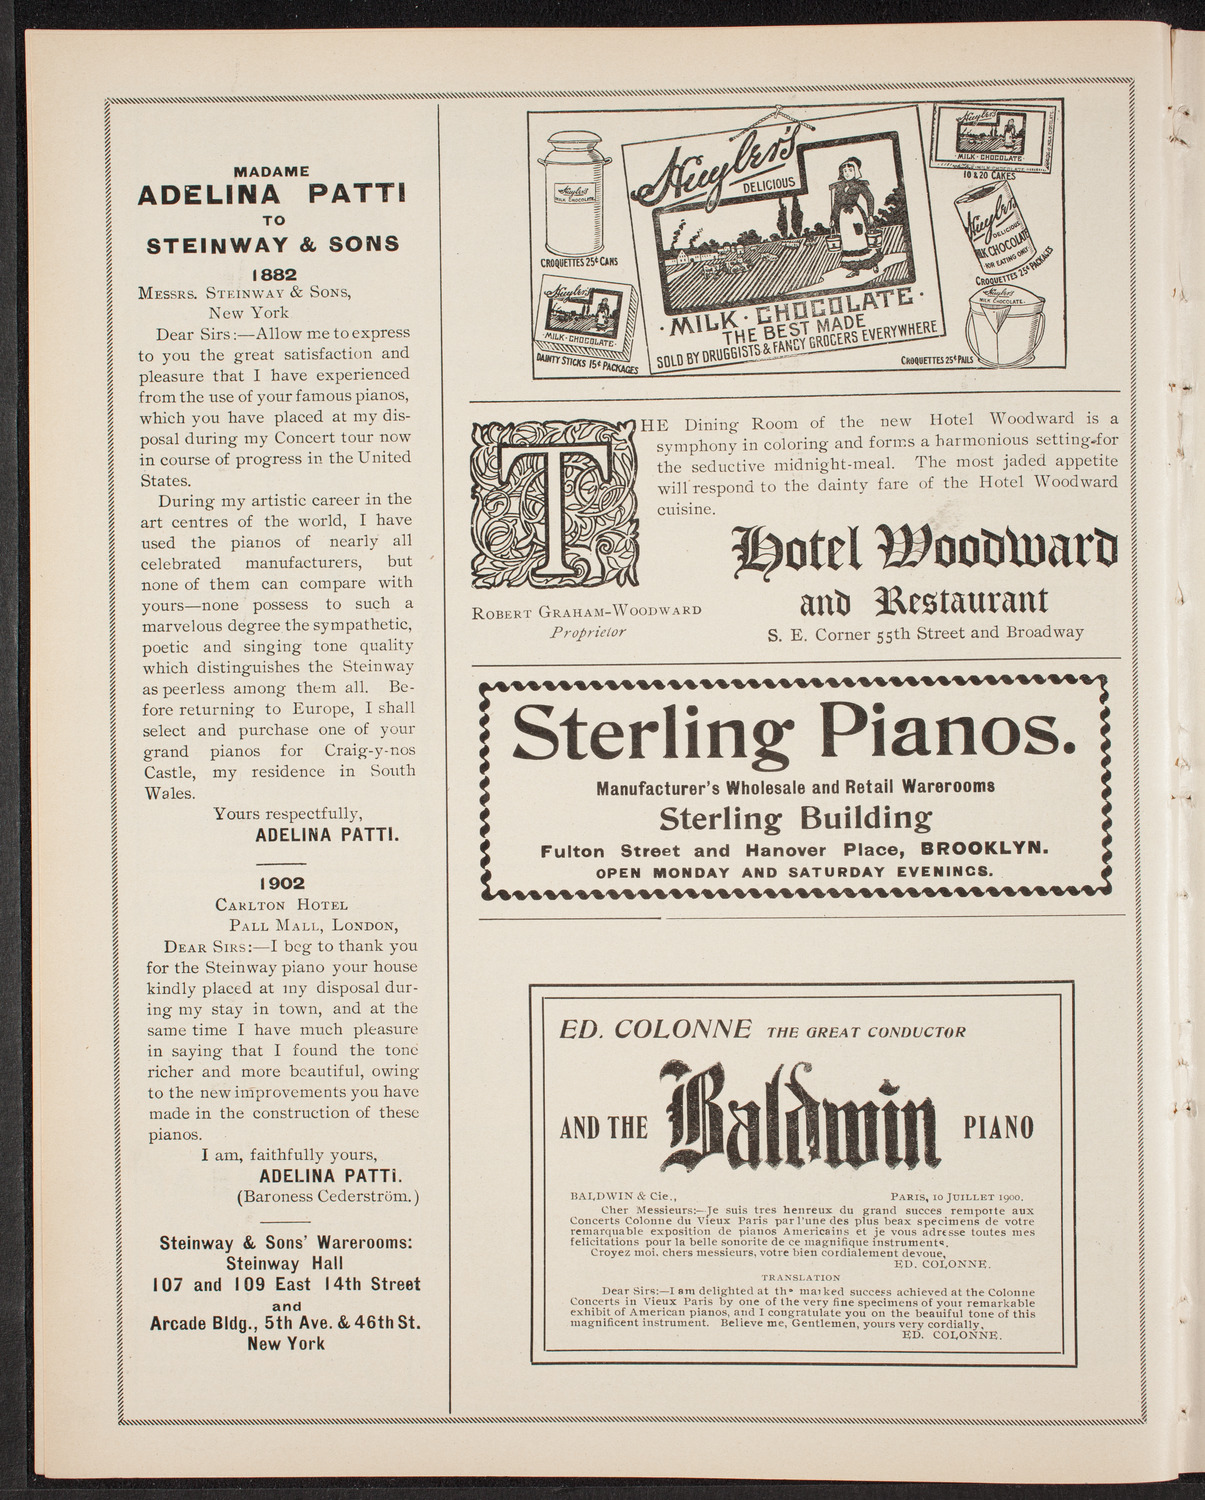 MADAME
ADELINA PATTI
TO
STEINWAY & SONS
1882
MESSRS. STEINWAY & SONS,
New York
Dear Sirs:—Allow me to express
to you the great satisfaction and
pleasure that I have experienced
from the use of your famous pianos,
which you have placed at my dis-
posal during my Concert tour now
in course of progress in the United
States.
During my artistic career in the
art centres of the world, I have
used the pianos of nearly all
celebrated manufacturers, but
none of them can compare with
yours—none possess to such a
marvelous degree the sympathetic,
poetic and singing tone quality
which distinguishes the Steinway
as peerless among them all. Be-
fore returning to Europe, I shall
select and purchase one of your
grand pianos for Craig-y-nos
Castle, my residence in South
Wales.
Yours respectfully,
ADELINA PATTI.
1902
CARLTON HOTEL
PALL MALL, LONDON,
DEAR SIRS:—I beg to thank you
for the Steinway piano your house
kindly placed at my disposal dur-
ing my stay in town, and at the
same time I have much pleasure
in saying that I found the tone
richer and more beautiful, owing
to the new improvements you have
made in the construction of these
pianos.
I am, faithfully yours,
ADELINA PATTI.
(Baroness Cederström.)
Steinway & Sons' Warerooms:
Steinway Hall
107 and 109 East 14th Street
and
Arcade Bldg., 5th Ave. & 46th St.
New York
Huyler's
MILK CHOCOLATE
CROQUETTES 25¢ CANS
Huyler's
·MILK·CHOCOLATE·
DAINTY STICKS 15¢ PACKAGES
Huyler's
DELICIOUS
·MILK·CHOCOLATE·
THE BEST MADE
SOLD BY DRUGGISTS & FANCY GROCERS EVERYWHERE
Huyler's
·MILK·CHOCOLATE·
10 & 20 CAKES
Huyler's
DELICIOUS
MILK CHOCOLATE
FOR EATING ONLY
CROQUETTES 25¢ PACKAGES
Huyler's
MILK CHOCOLATE.
CROQUETTES 25¢ PAILS
THE Dining Room of the new Hotel Woodward is a
symphony in coloring and forms a harmonious setting for
the seductive midnight-meal. The most jaded appetite
will respond to the dainty fare of the Hotel Woodward
cuisine.
Hotel Woodward
and Restaurant
ROBERT GRAHAM-WOODWARD
Proprietor
S. E. Corner 55th Street and Broadway
Sterling Pianos.
Manufacturer's Wholesale and Retail Warerooms
Sterling Building
Fulton Street and Hanover Place, BROOKLYN.
OPEN MONDAY AND SATURDAY EVENINGS.
ED. COLONNE THE GREAT CONDUCTOR
AND THE Baldwin PIANO
BALDWIN & Cie., PARIS, 10 JUILLET 1900.
Cher Messieurs:—Je suis tres henreux du grand succes remporte aux
Concerts Colonne du Vieux Paris par l'une des plus beax specimens de votre
remarquable exposition de pianos Americains et je vous adresse toutes mes
felicitations pour la belle sonorite de ce magnifique instruments.
Croyez moi. chers messieurs, votre bien cordialement devoue,
ED. COLONNE.
TRANSLATION
Dear Sirs:—I am delighted at the marked success achieved at the Colonne
Concerts in Vieux Paris by one of the very fine specimens of your remarkable
exhibit of American pianos, and I congratulate you on the beauiful tone of this
magnificent instrument. Believe me, Gentlemen, yours very cordially,
ED. COLONNE.